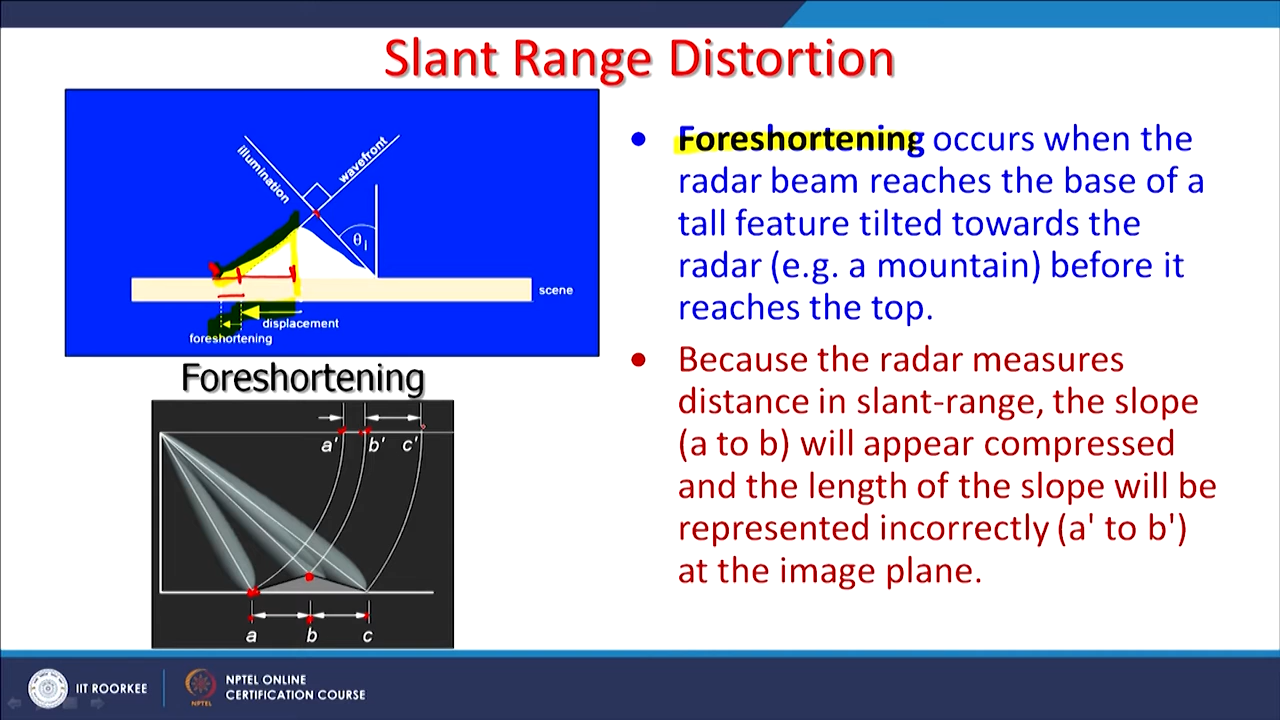 Slant Range Distortion
illumination
wavefront
θi
scene
displacement
foreshortening
Foreshortening
a' b' c'
a b c
• Foreshortening occurs when the
radar beam reaches the base of a
tall feature tilted towards the
radar (e.g. a mountain) before it
reaches the top.
• Because the radar measures
distance in slant-range, the slope
(a to b) will appear compressed
and the length of the slope will be
represented incorrectly (a' to b')
at the image plane.
IIT ROORKEE
NPTEL
NPTEL ONLINE
CERTIFICATION COURSE